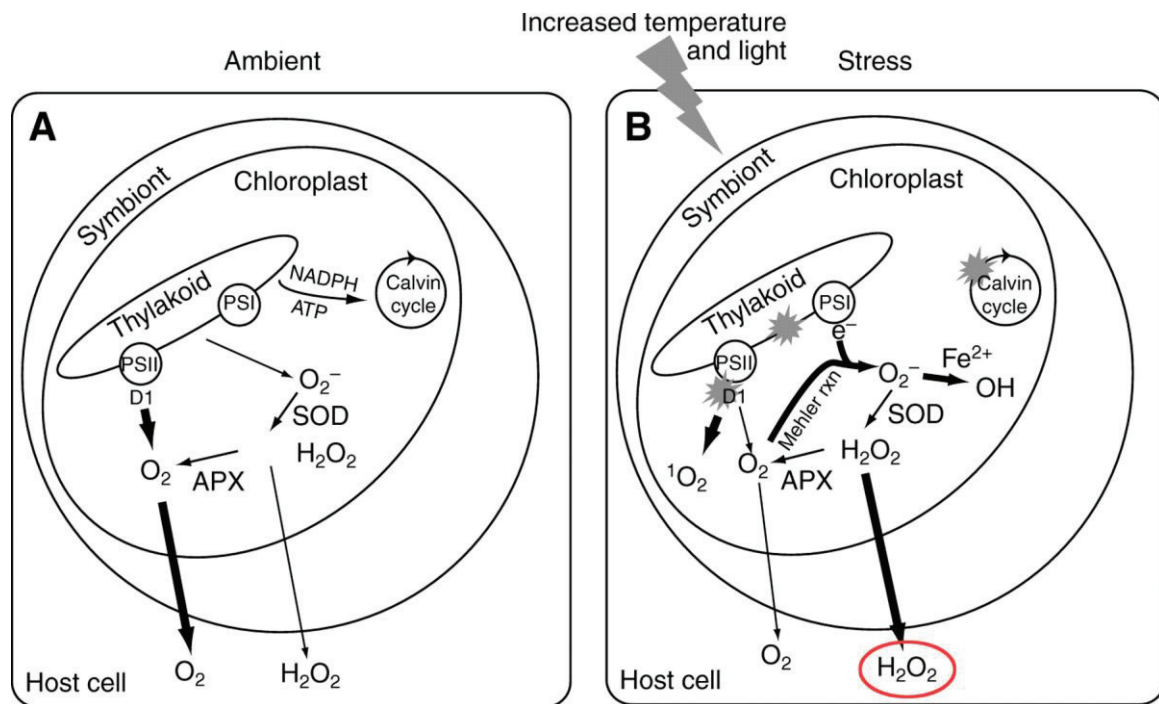 Increased temperature
and light
Ambient
Stress
A
Symbiont
Chloroplast
Thylakoid
PSI
NADPH
ATP
Calvin
cycle
PSII
D1
O₂⁻
SOD
H₂O₂
O₂
APX
O₂
H₂O₂
Host cell
B
Symbiont
Chloroplast
Thylakoid
PSI
e⁻
Calvin
cycle
PSII
D1
Mehler rxn
O₂⁻
Fe²⁺
OH
SOD
H₂O₂
¹O₂
O₂
APX
O₂
H₂O₂
Host cell